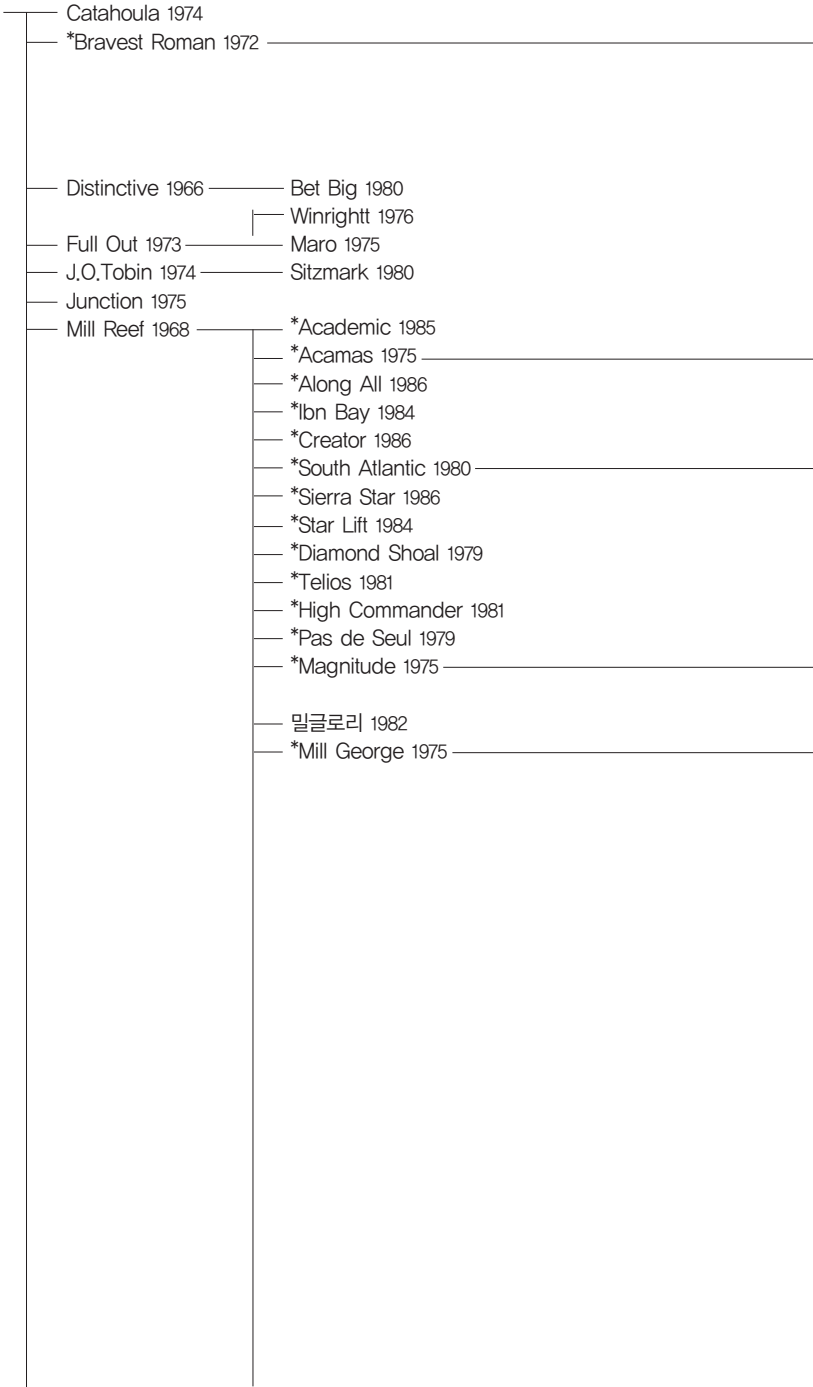 Catahoula 1974
*Bravest Roman 1972
Distinctive 1966 Bet Big 1980
Winrightt 1976
Full Out 1973 Maro 1975
J.O.Tobin 1974 Sitzmark 1980
Junction 1975
Mill Reef 1968 *Academic 1985
*Acamas 1975
*Along All 1986
*Ibn Bay 1984
*Creator 1986
*South Atlantic 1980
*Sierra Star 1986
*Star Lift 1984
*Diamond Shoal 1979
*Telios 1981
*High Commander 1981
*Pas de Seul 1979
*Magnitude 1975
밀글로리 1982
*Mill George 1975